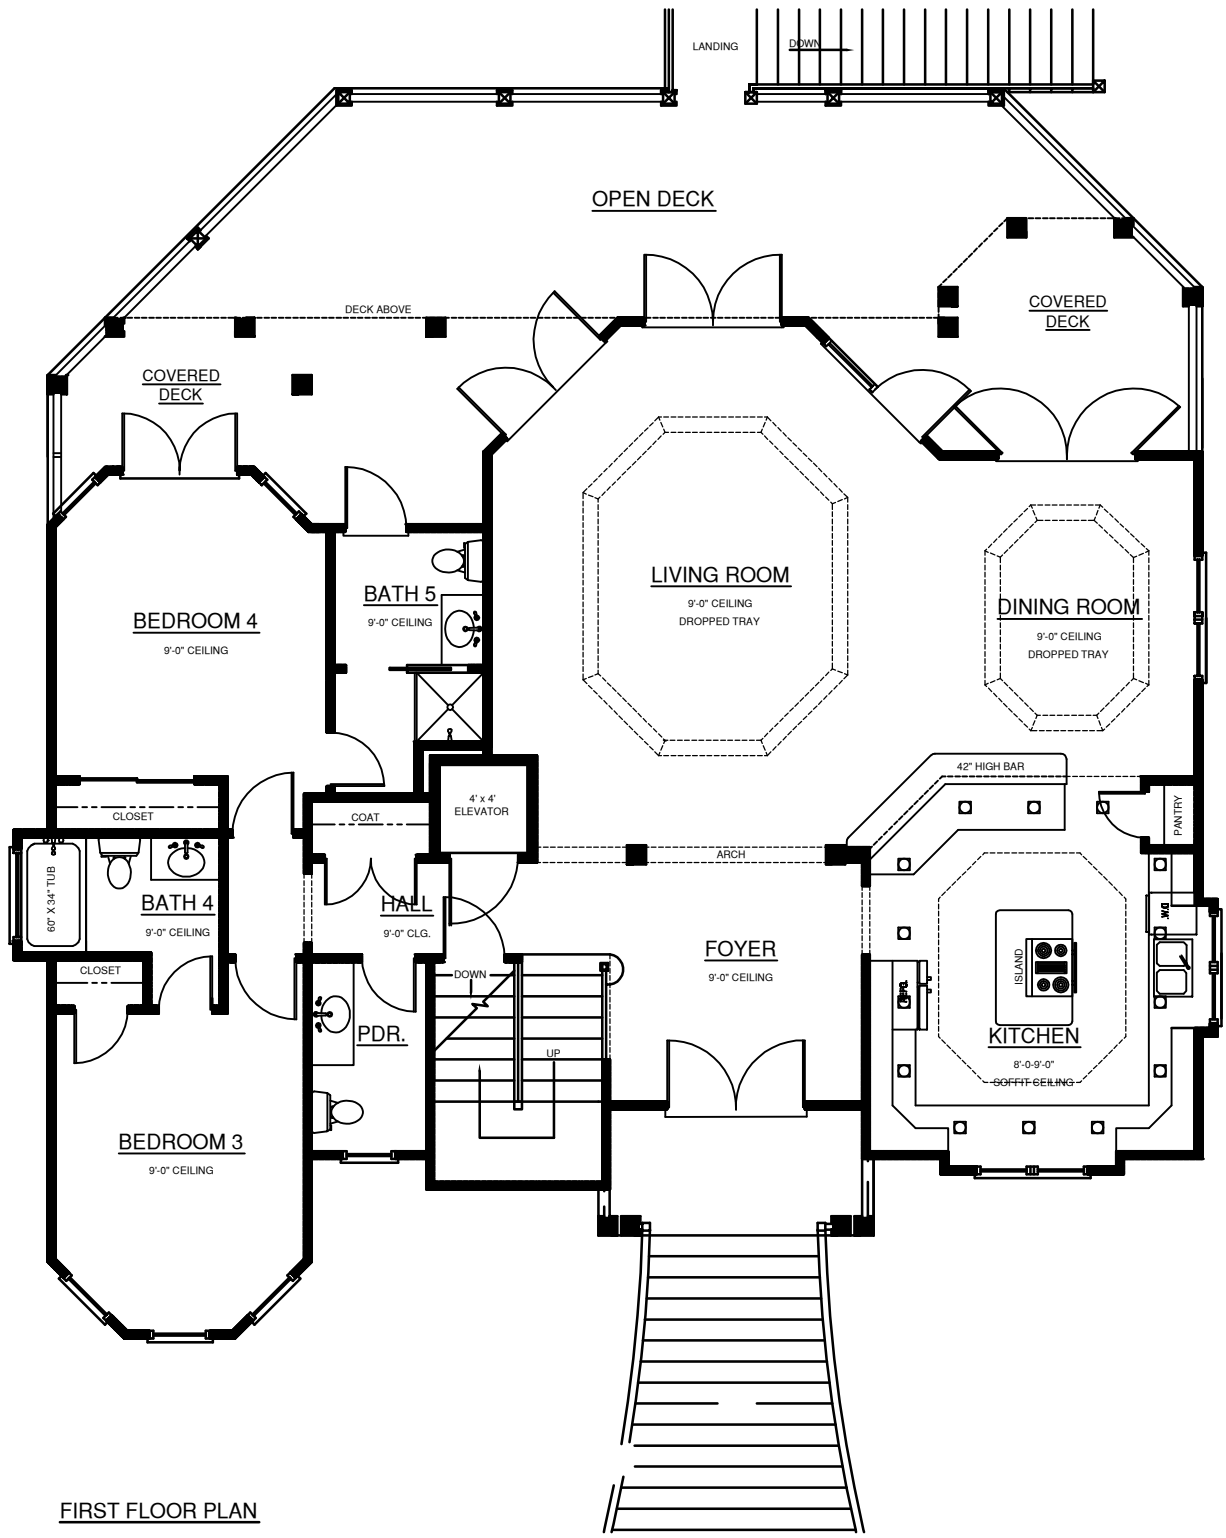 LANDING
DOWN
OPEN DECK
DECK ABOVE
COVERED
DECK
COVERED
DECK
LIVING ROOM
9'-0" CEILING
DROPPED TRAY
DINING ROOM
9'-0" CEILING
DROPPED TRAY
BATH 5
9'-0" CEILING
BEDROOM 4
9'-0" CEILING
42" HIGH BAR
4' x 4'
ELEVATOR
PANTRY
CLOSET
COAT
ARCH
60" X 34" TUB
BATH 4
9'-0" CEILING
HALL
9'-0" CLG.
D.W.
FOYER
9'-0" CEILING
CLOSET
DOWN
ISLAND
REFG.
PDR.
KITCHEN
8'-0-9'-0"
SOFFIT CEILING
UP
BEDROOM 3
9'-0" CEILING
FIRST FLOOR PLAN